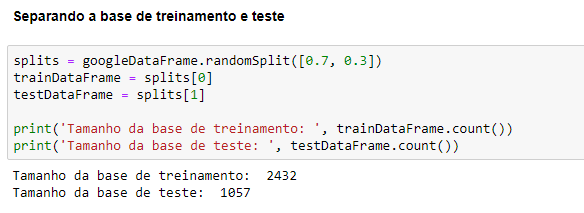 Separando a base de treinamento e teste
splits = googleDataFrame.randomSplit([0.7, 0.3])
trainDataFrame = splits[0]
testDataFrame = splits[1]
print('Tamanho da base de treinamento: ', trainDataFrame.count())
print('Tamanho da base de teste: ', testDataFrame.count())
Tamanho da base de treinamento:  2432
Tamanho da base de teste:  1057